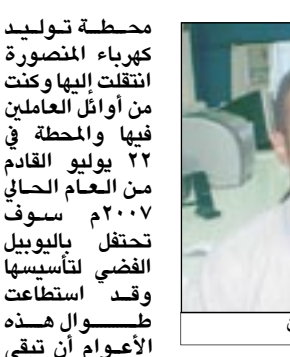 محطة توليد
كهرباء المنصورة
انتقلت إليها وكنت
من أوائل العاملين
فيها والمحطة في
٢٢ يوليو القادم
من العام الحالي
٢٠٠٧م سوف
تحتفل باليوبيل
الفضي لتأسيسها
وقد استطاعت
طوال هذه
الأعوام أن تبقى